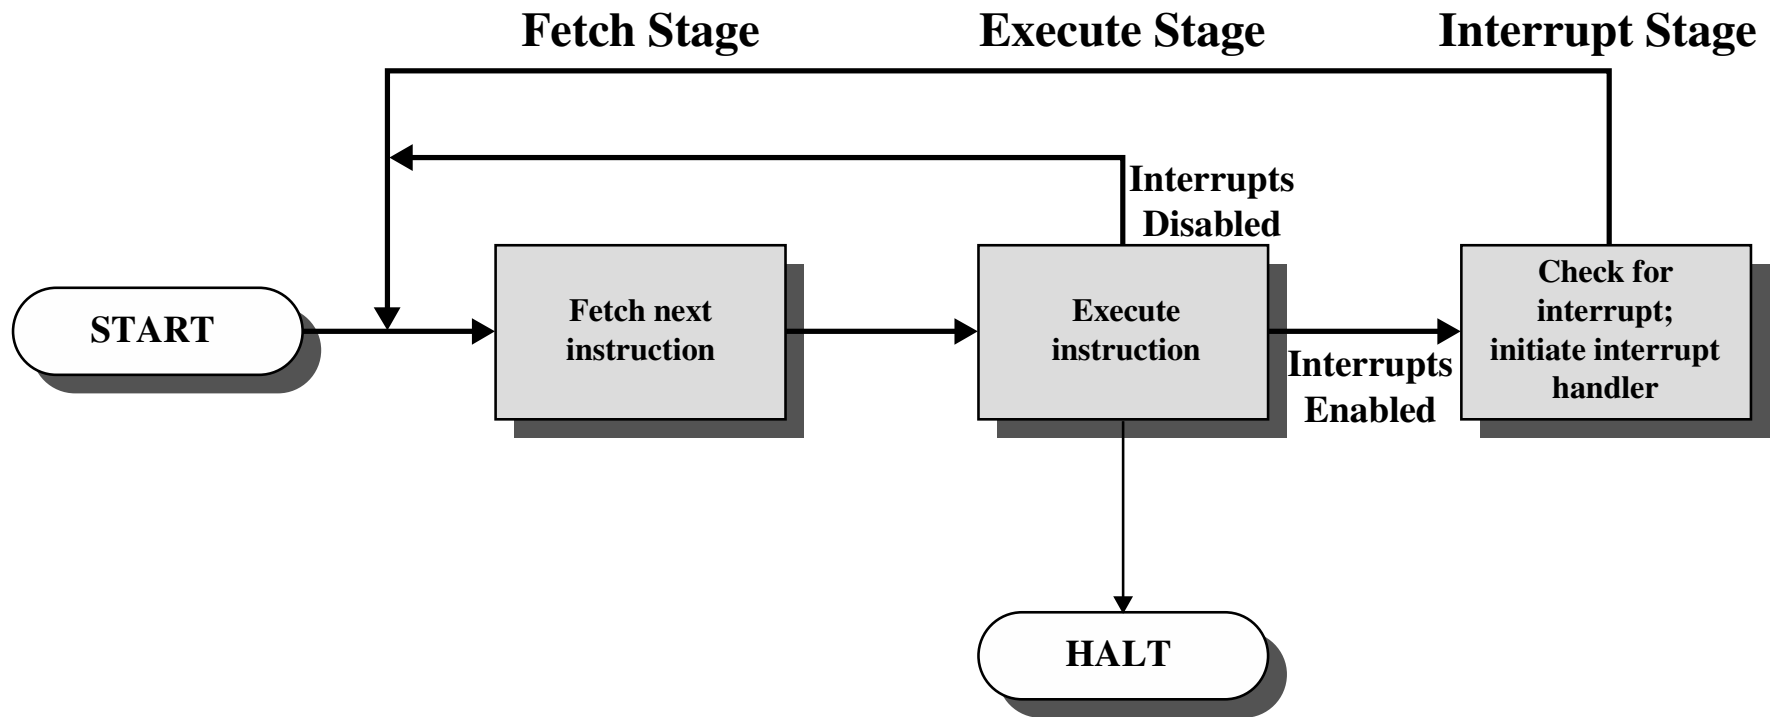 Fetch Stage
Execute Stage
Interrupt Stage
Interrupts
Disabled
START
Fetch next
instruction
Execute
instruction
Interrupts
Enabled
Check for
interrupt;
initiate interrupt
handler
HALT